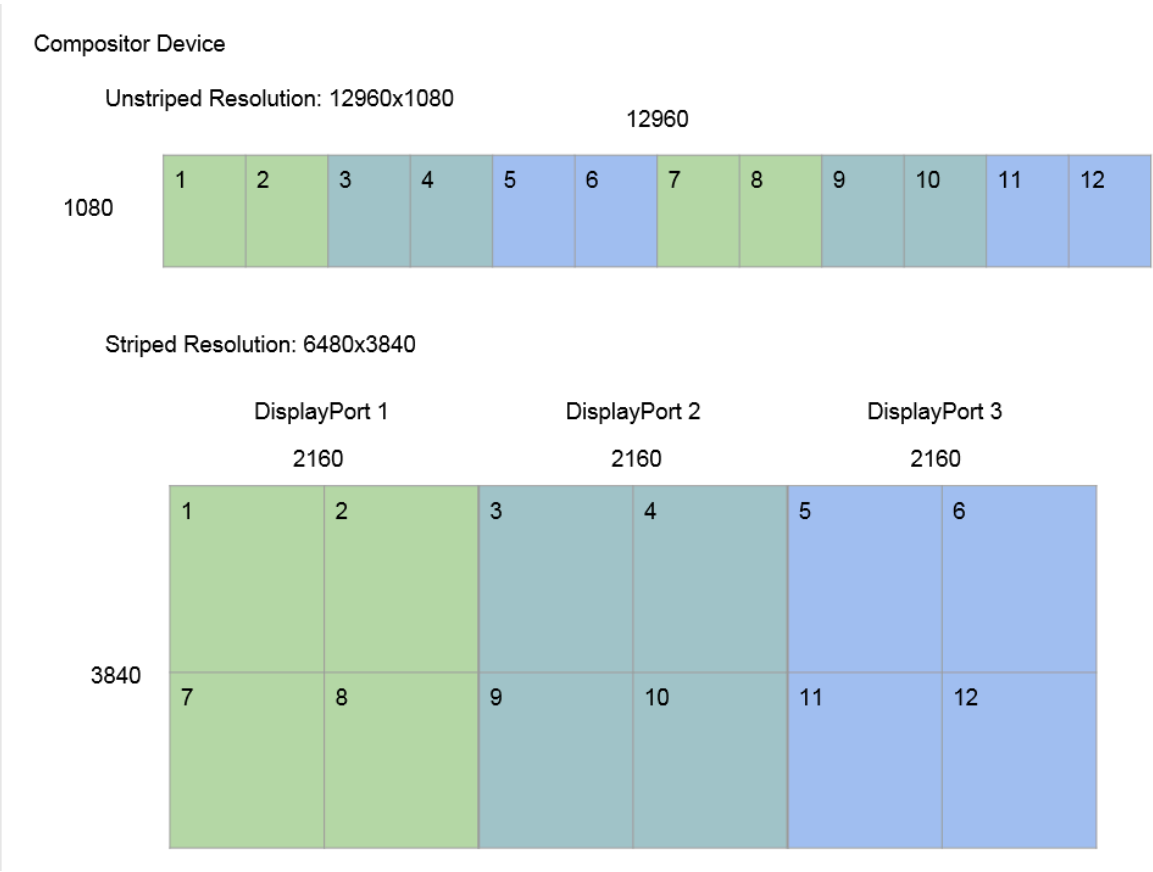 Compositor Device
Unstriped Resolution: 12960x1080
12960
1080
1 2 3 4 5 6 7 8 9 10 11 12
Striped Resolution: 6480x3840
DisplayPort 1 DisplayPort 2 DisplayPort 3
2160 2160 2160
1 2 3 4 5 6
3840
7 8 9 10 11 12